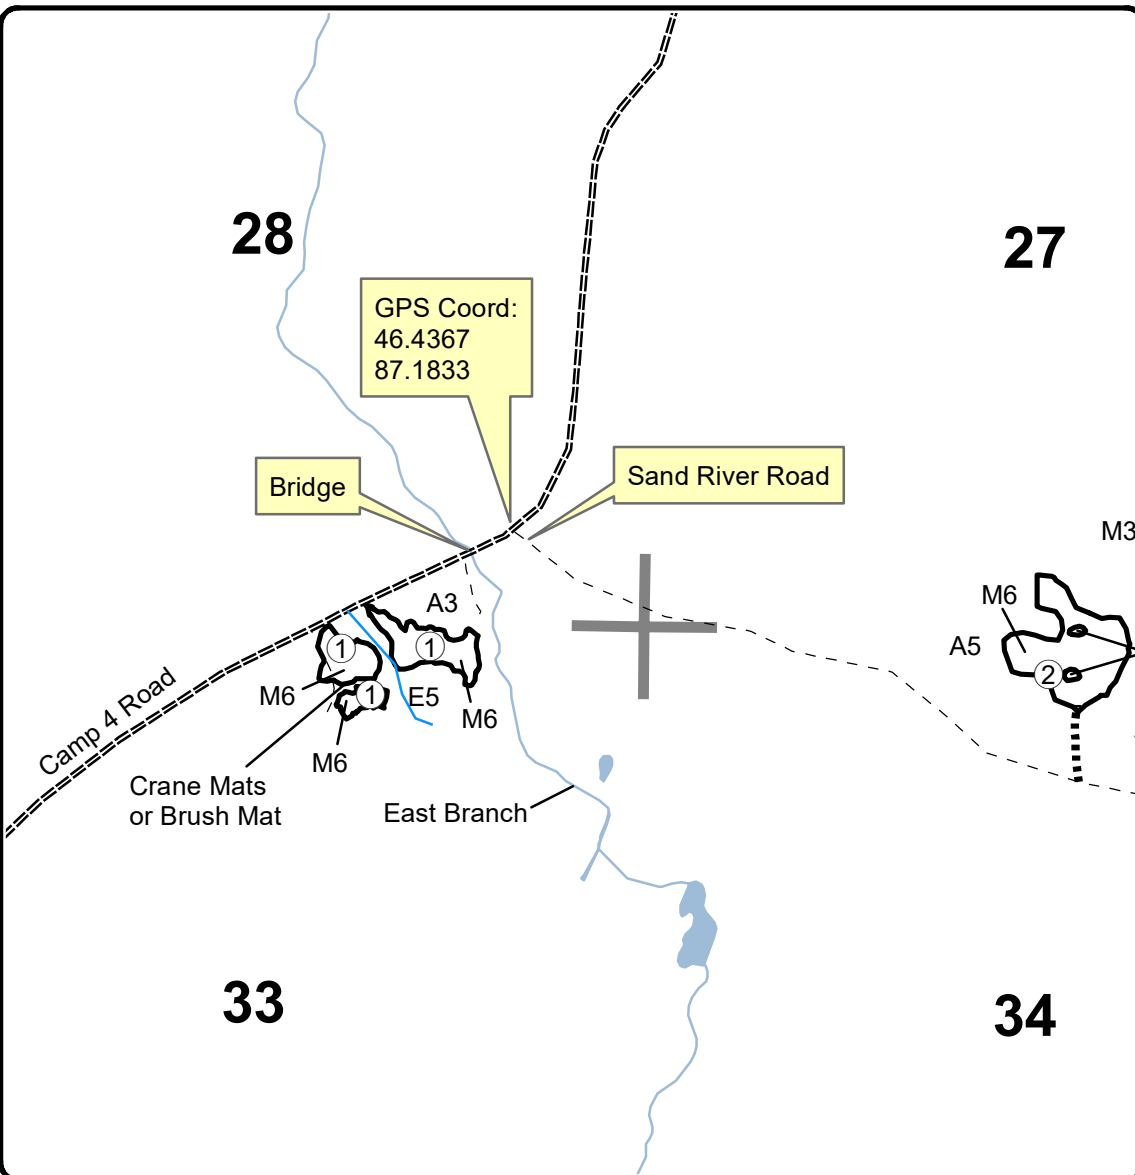 28
27
GPS Coord:
46.4367
87.1833
Bridge
Sand River Road
M3
A3
M6
A5
1
1
2
1
M6
E5
M6
Camp 4 Road
M6
Crane Mats
or Brush Mat
East Branch
33
34